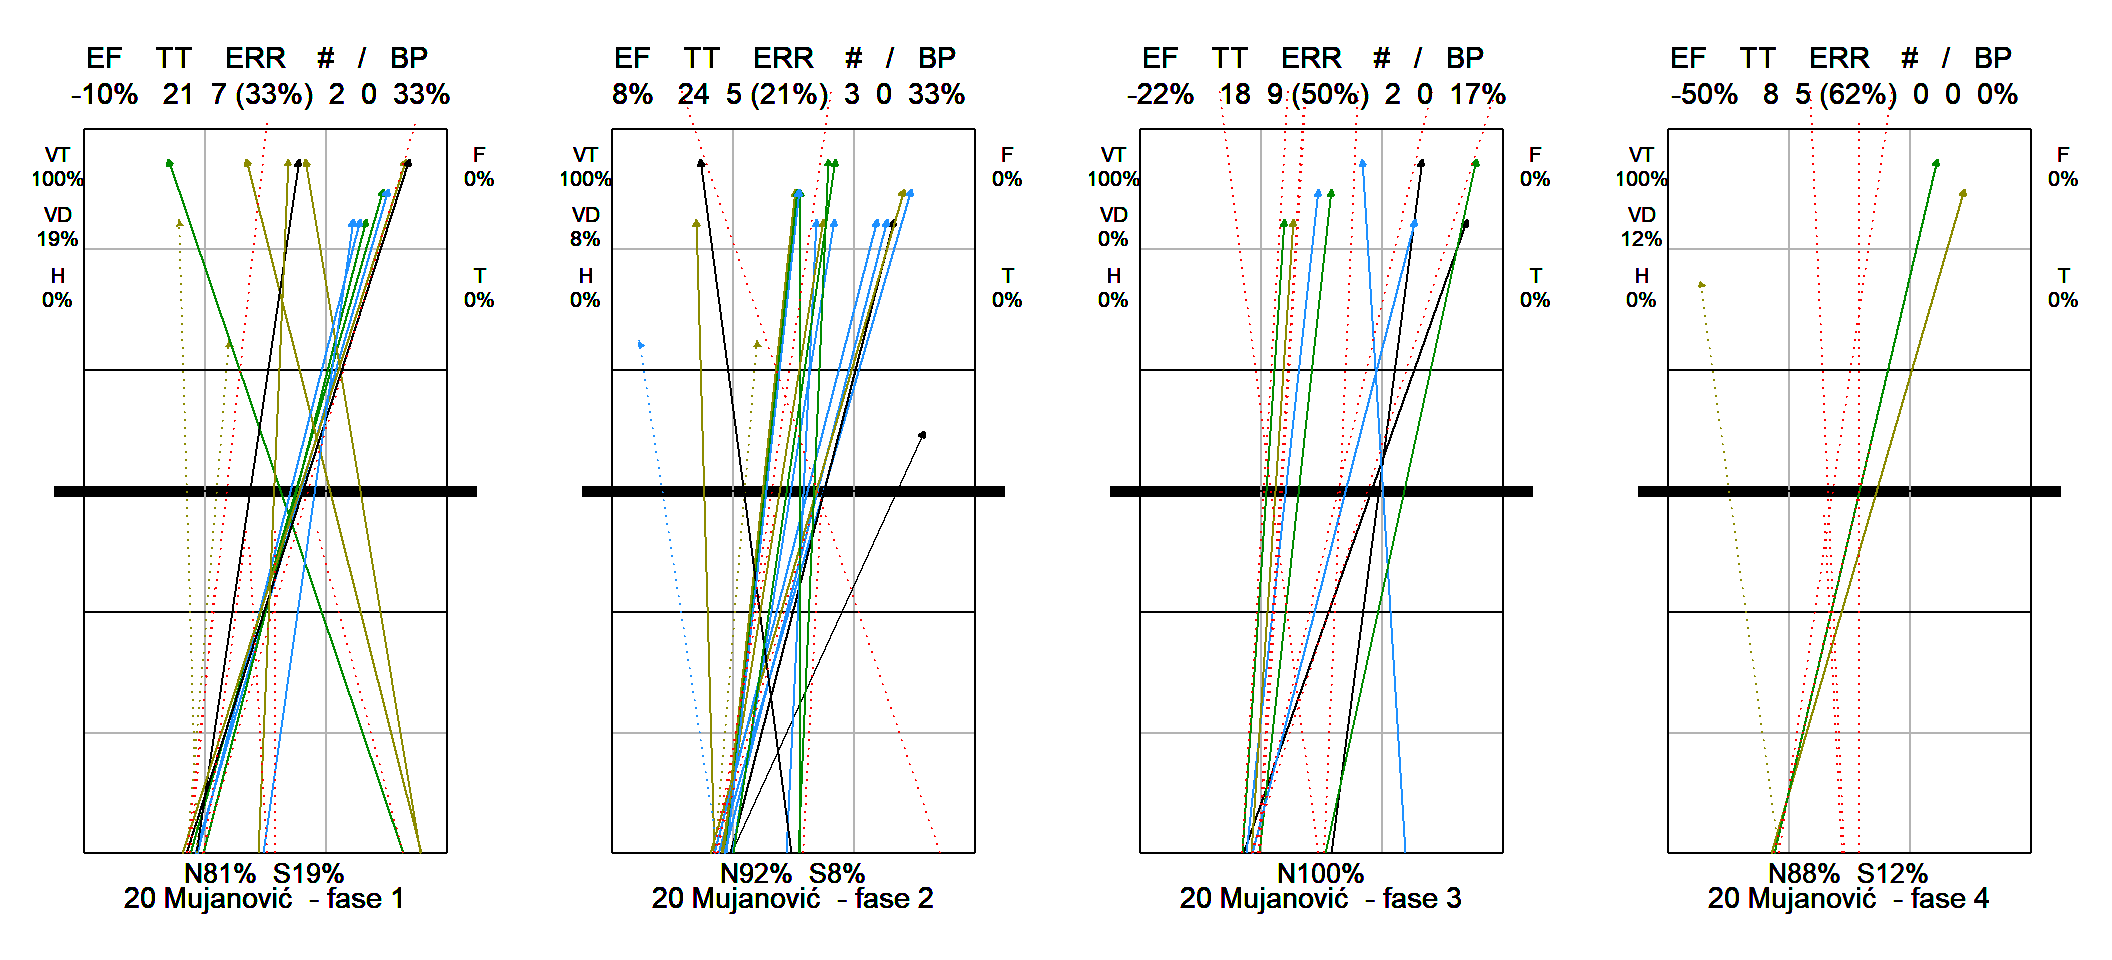 EF TT ERR # / BP
-10% 21 7 (33%) 2 0 33%
VT
100%
VD
19%
H
0%
F
0%
T
0%
N81% S19%
20 Mujanović - fase 1
EF TT ERR # / BP
8% 24 5 (21%) 3 0 33%
VT
100%
VD
8%
H
0%
F
0%
T
0%
N92% S8%
20 Mujanović - fase 2
EF TT ERR # / BP
-22% 18 9 (50%) 2 0 17%
VT
100%
VD
0%
H
0%
F
0%
T
0%
N100%
20 Mujanović - fase 3
EF TT ERR # / BP
-50% 8 5 (62%) 0 0 0%
VT
100%
VD
12%
H
0%
F
0%
T
0%
N88% S12%
20 Mujanović - fase 4